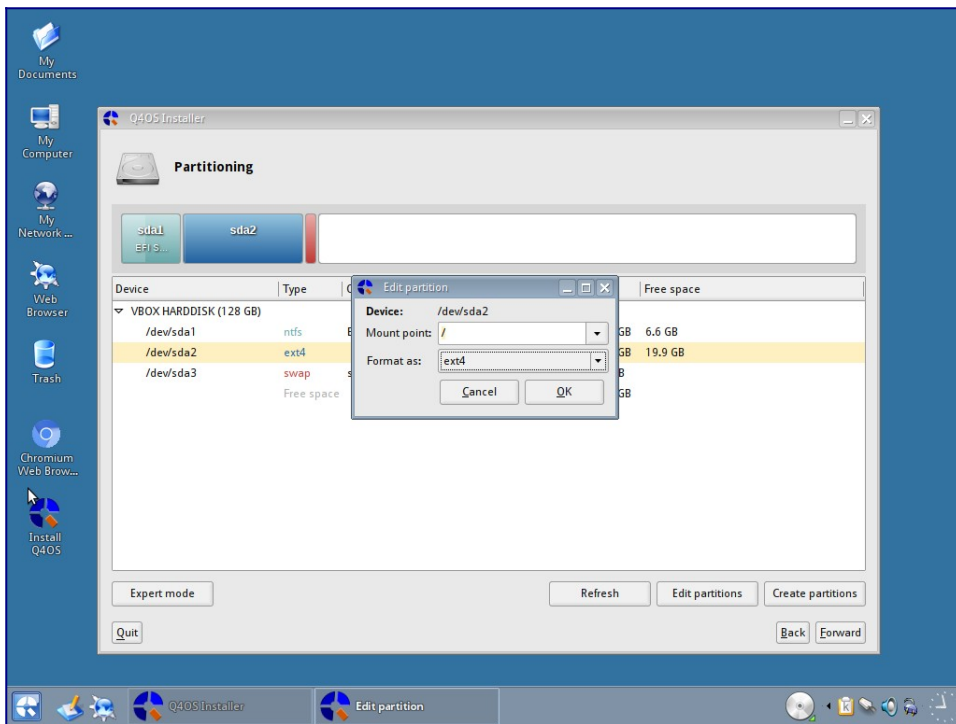 My
Documents
My
Computer
My
Network ...
Web
Browser
Trash
Chromium
Web Brow...
Install
Q4OS
Q4OS Installer
Partitioning
sda1
EFI S...
sda2
Device Type
Free space
VBOX HARDDISK (128 GB)
/dev/sda1 ntfs GB 6.6 GB
/dev/sda2 ext4 GB 19.9 GB
/dev/sda3 swap s B
Free space GB
Edit partition
Device: /dev/sda2
Mount point: /
Format as: ext4
Cancel OK
Expert mode Refresh Edit partitions Create partitions
Quit Back Forward
Q4OS Installer Edit partition